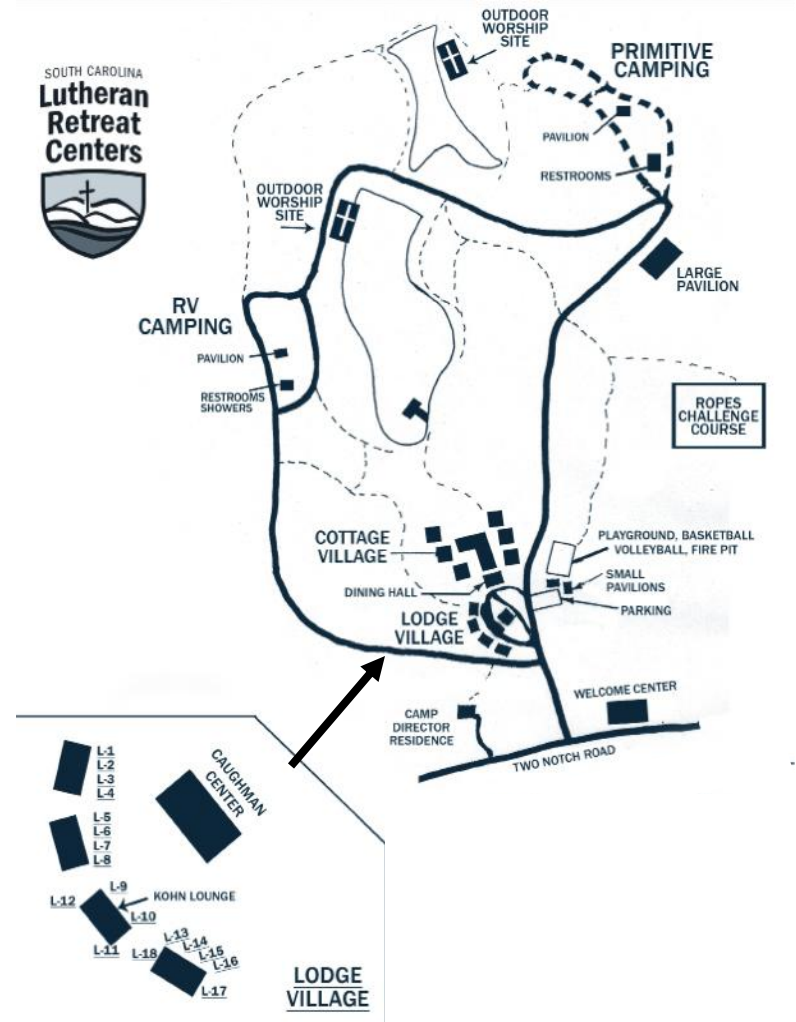 SOUTH CAROLINA
Lutheran
Retreat
Centers
OUTDOOR
WORSHIP
SITE
PRIMITIVE
CAMPING
PAVILION
RESTROOMS
OUTDOOR
WORSHIP
SITE
LARGE
PAVILION
RV
CAMPING
PAVILION
RESTROOMS
SHOWERS
ROPES
CHALLENGE
COURSE
COTTAGE
VILLAGE
PLAYGROUND, BASKETBALL
VOLLEYBALL, FIRE PIT
DINING HALL
SMALL
PAVILIONS
PARKING
LODGE
VILLAGE
WELCOME CENTER
CAMP
DIRECTOR
RESIDENCE
TWO NOTCH ROAD
L-1
L-2
L-3
L-4
CAUGHMAN
CENTER
L-5
L-6
L-7
L-8
L-9
L-12
KOHN LOUNGE
L-10
L-11
L-18
L-13
L-14
L-15
L-16
L-17
LODGE
VILLAGE